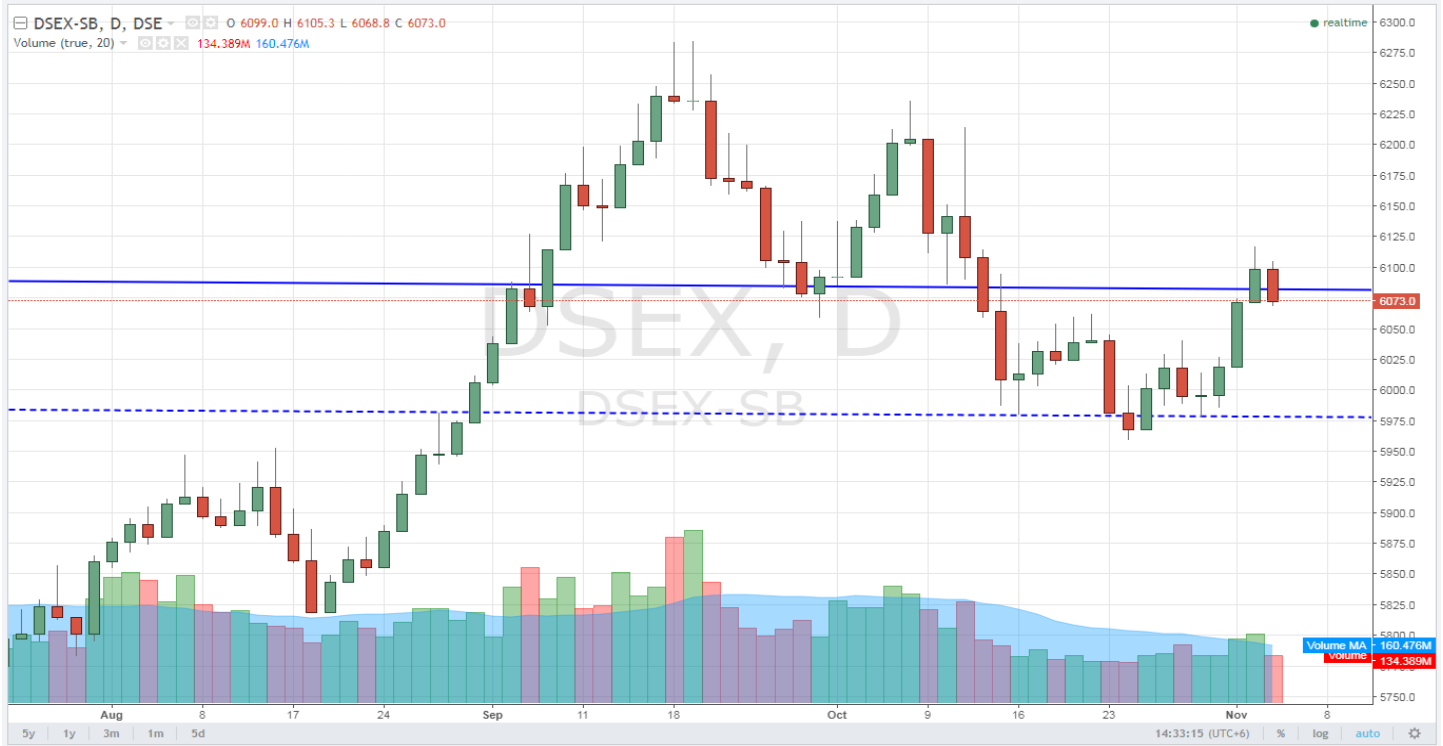 DSEX-SB, D, DSE O 6099.0 H 6105.3 L 6068.8 C 6073.0
Volume (true, 20) 134.389M 160.476M
realtime
6300.0
6275.0
6250.0
6225.0
6200.0
6175.0
6150.0
6125.0
6100.0
6073.0
6050.0
6025.0
6000.0
5975.0
5950.0
5925.0
5900.0
5875.0
5850.0
5825.0
5800.0
Volume MA 160.476M
Volume 134.389M
5750.0
DSEX, D
DSEX-SB
Aug 8 17 24 Sep 11 18 Oct 9 16 23 Nov 8
5y 1y 3m 1m 5d 14:33:15 (UTC+6) % log auto